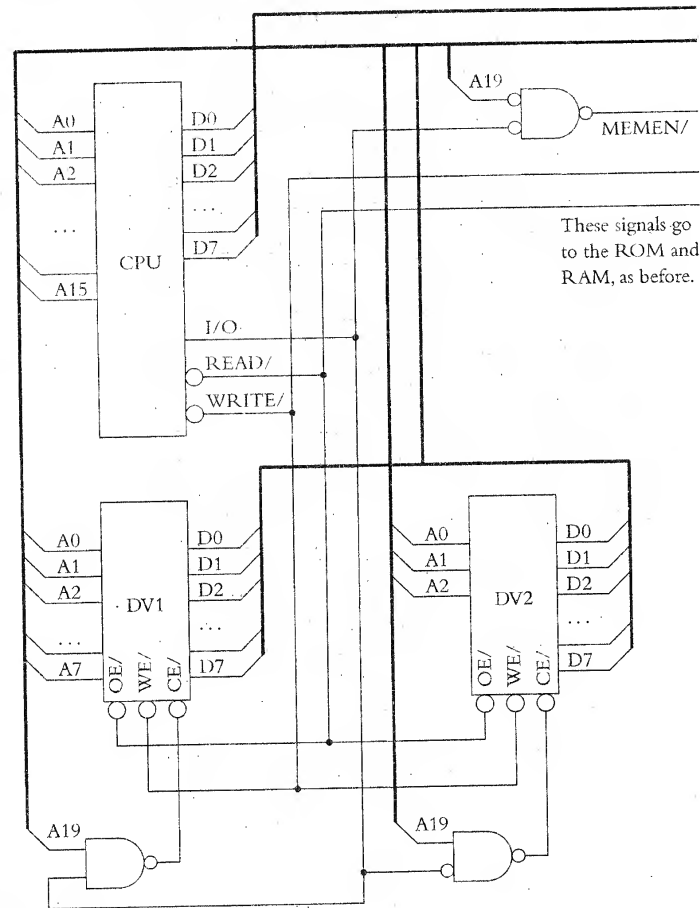 A19
MEMEN/
A0 D0
A1 D1
A2 D2
... ...
CPU D7
A15
I/O
READ/
WRITE/
These signals go
to the ROM and
RAM, as before.
A0 D0
A1 D1
A2 D2
DV1
... ...
A7 D7
OE/ WE/ CE/
A0 D0
A1 D1
A2 D2
DV2
...
D7
OE/ WE/ CE/
A19
A19